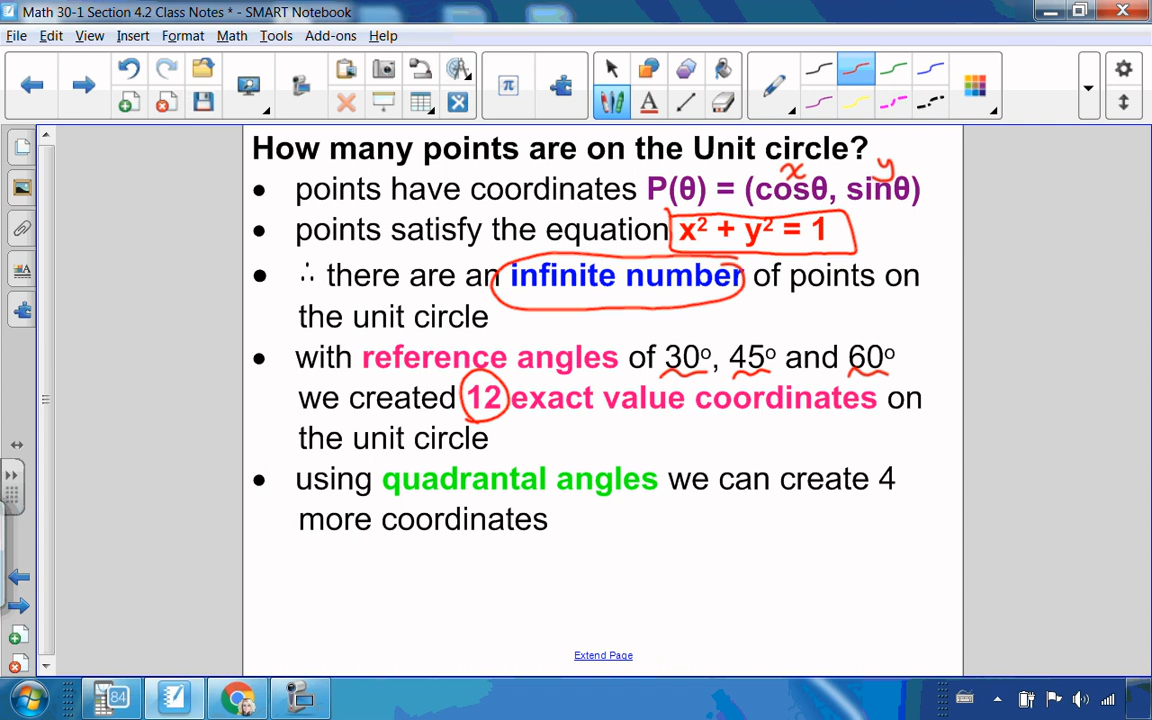 Math 30-1 Section 4.2 Class Notes * - SMART Notebook
File Edit View Insert Format Math Tools Add-ons Help
π
A
How many points are on the Unit circle?
x y
• points have coordinates P(θ) = (cosθ, sinθ)
• points satisfy the equation x² + y² = 1
• ∴ there are an infinite number of points on
the unit circle
• with reference angles of 30º, 45º and 60º
we created 12 exact value coordinates on
the unit circle
• using quadrantal angles we can create 4
more coordinates
Extend Page
84